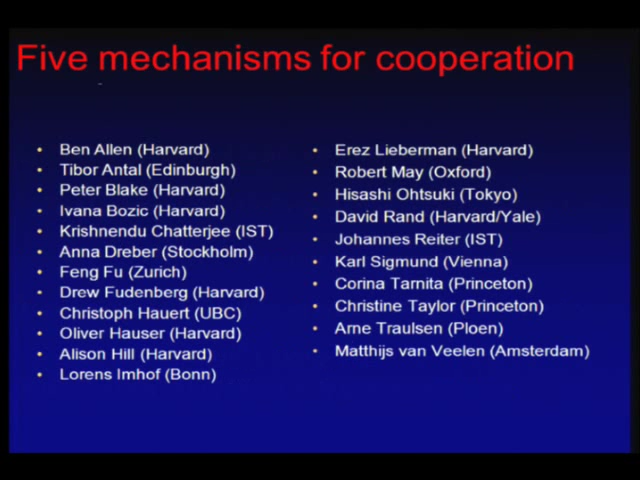 Five mechanisms for cooperation
• Ben Allen (Harvard)
• Tibor Antal (Edinburgh)
• Peter Blake (Harvard)
• Ivana Bozic (Harvard)
• Krishnendu Chatterjee (IST)
• Anna Dreber (Stockholm)
• Feng Fu (Zurich)
• Drew Fudenberg (Harvard)
• Christoph Hauert (UBC)
• Oliver Hauser (Harvard)
• Alison Hill (Harvard)
• Lorens Imhof (Bonn)
• Erez Lieberman (Harvard)
• Robert May (Oxford)
• Hisashi Ohtsuki (Tokyo)
• David Rand (Harvard/Yale)
• Johannes Reiter (IST)
• Karl Sigmund (Vienna)
• Corina Tarnita (Princeton)
• Christine Taylor (Princeton)
• Arne Traulsen (Ploen)
• Matthijs van Veelen (Amsterdam)